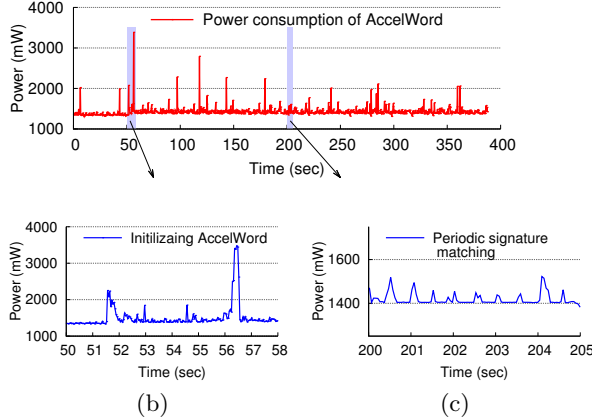 Power consumption of AccelWord
Power (mW)
4000
3000
2000
1000
0 50 100 150 200 250 300 350 400
Time (sec)
Initilizaing AccelWord
Power (mW)
4000
3000
2000
1000
50 51 52 53 54 55 56 57 58
Time (sec)
(b)
Periodic signature
matching
Power (mW)
1600
1400
200 201 202 203 204 205
Time (sec)
(c)